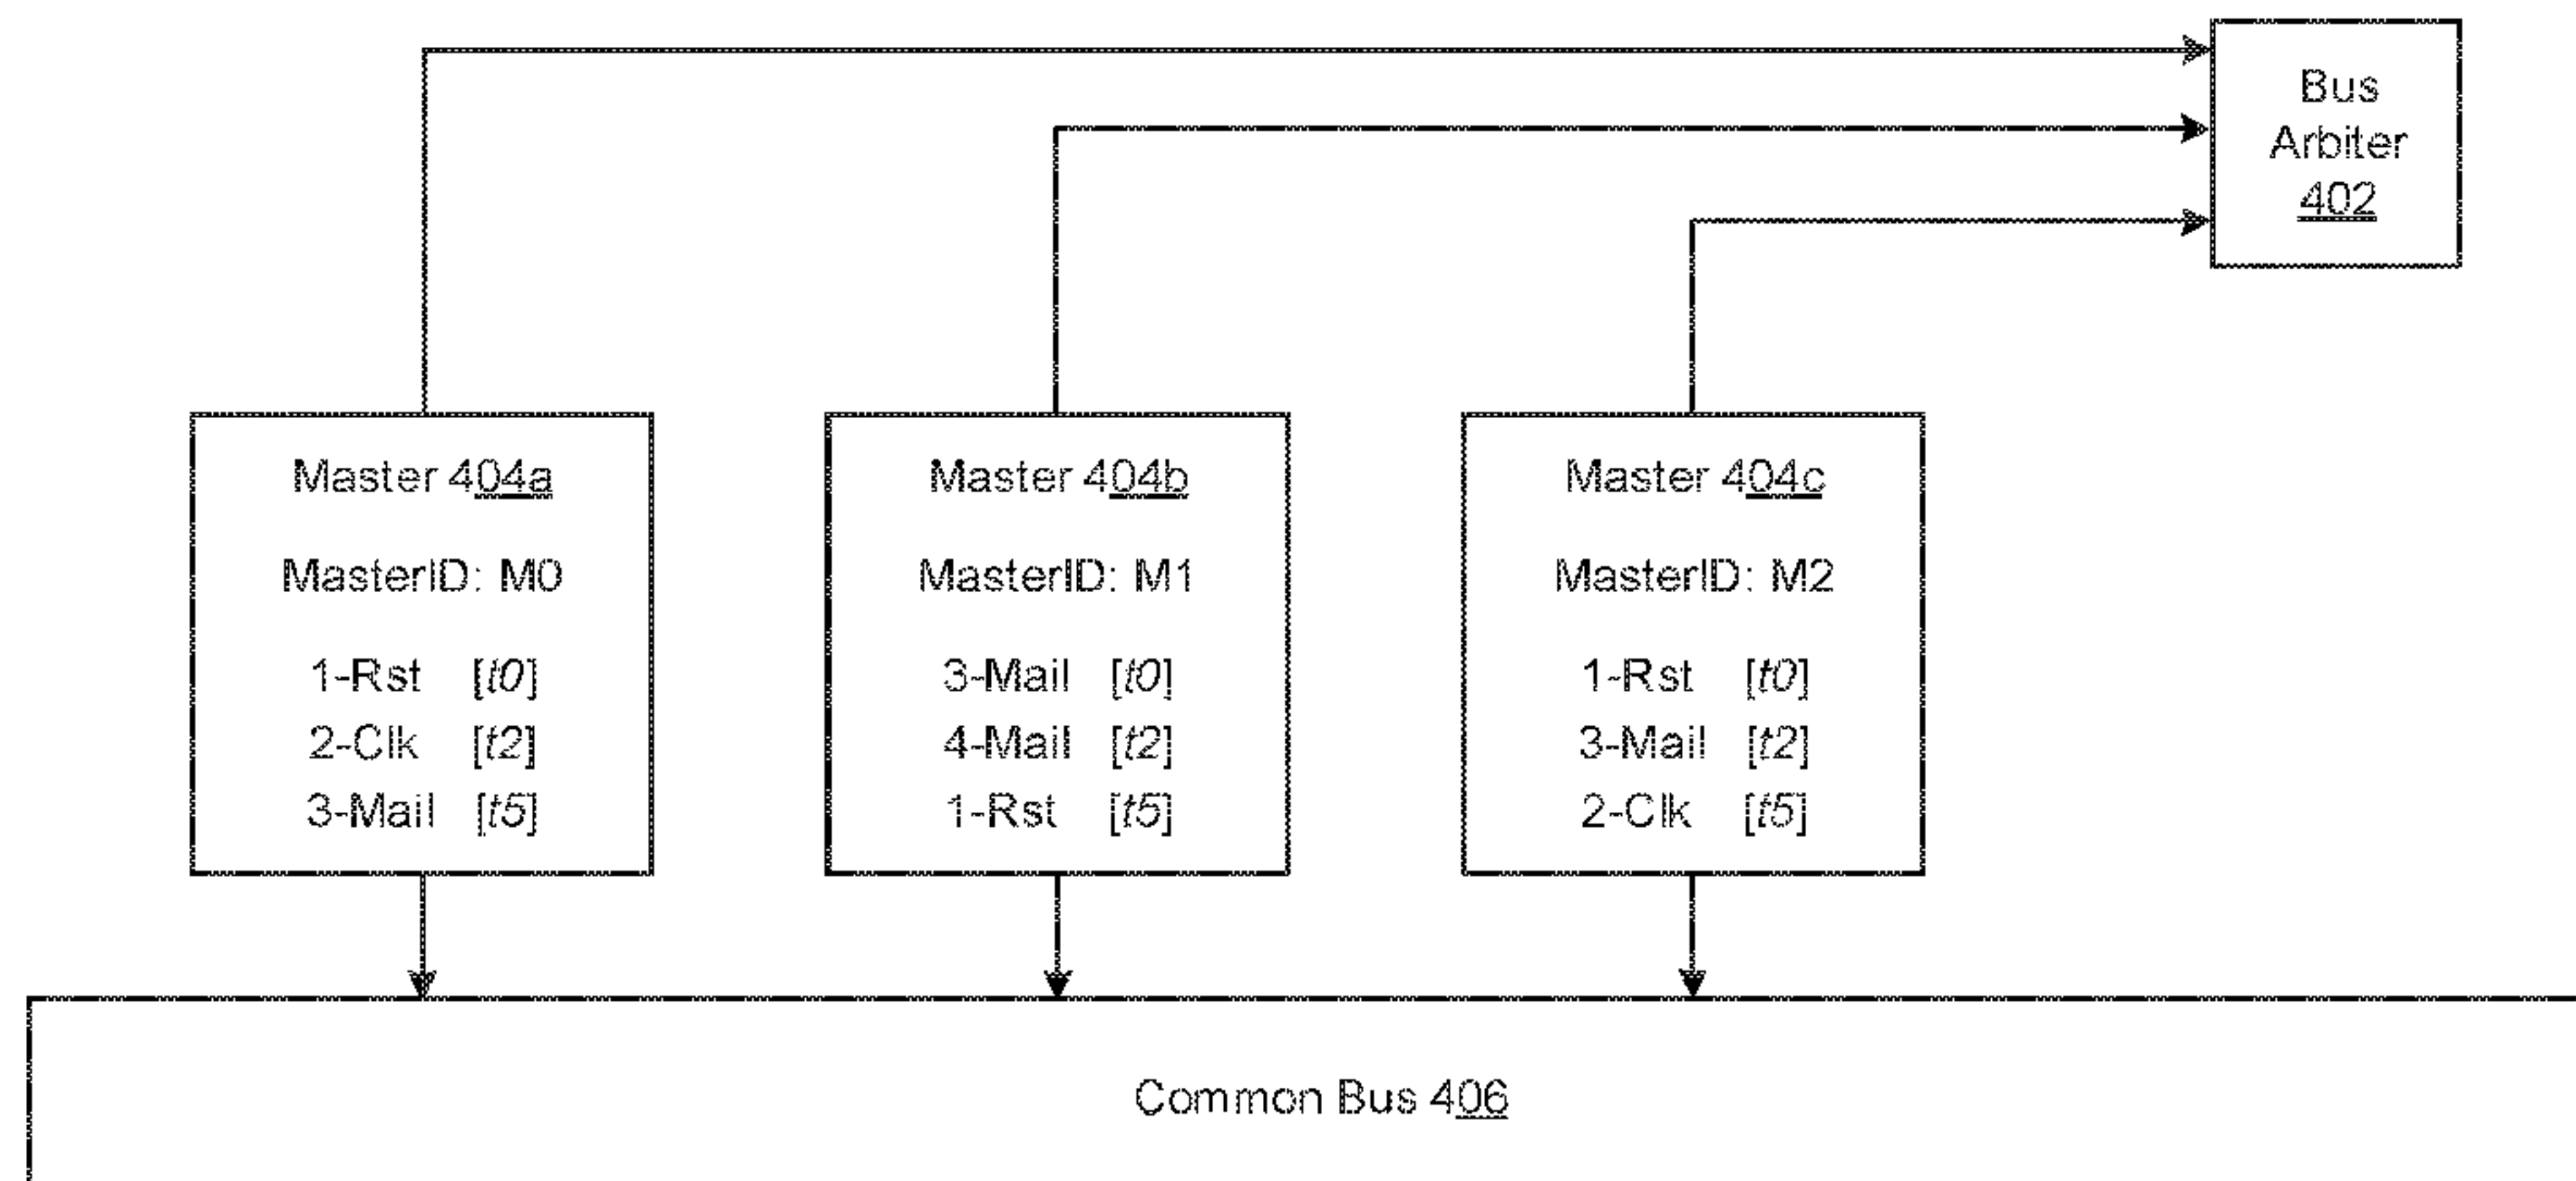 Bus
Arbiter
402
Master 404a
MasterID: M0
1-Rst [t0]
2-Clk [t2]
3-Mail [t5]
Master 404b
MasterID: M1
3-Mail [t0]
4-Mail [t2]
1-Rst [t5]
Master 404c
MasterID: M2
1-Rst [t0]
3-Mail [t2]
2-Clk [t5]
Common Bus 406